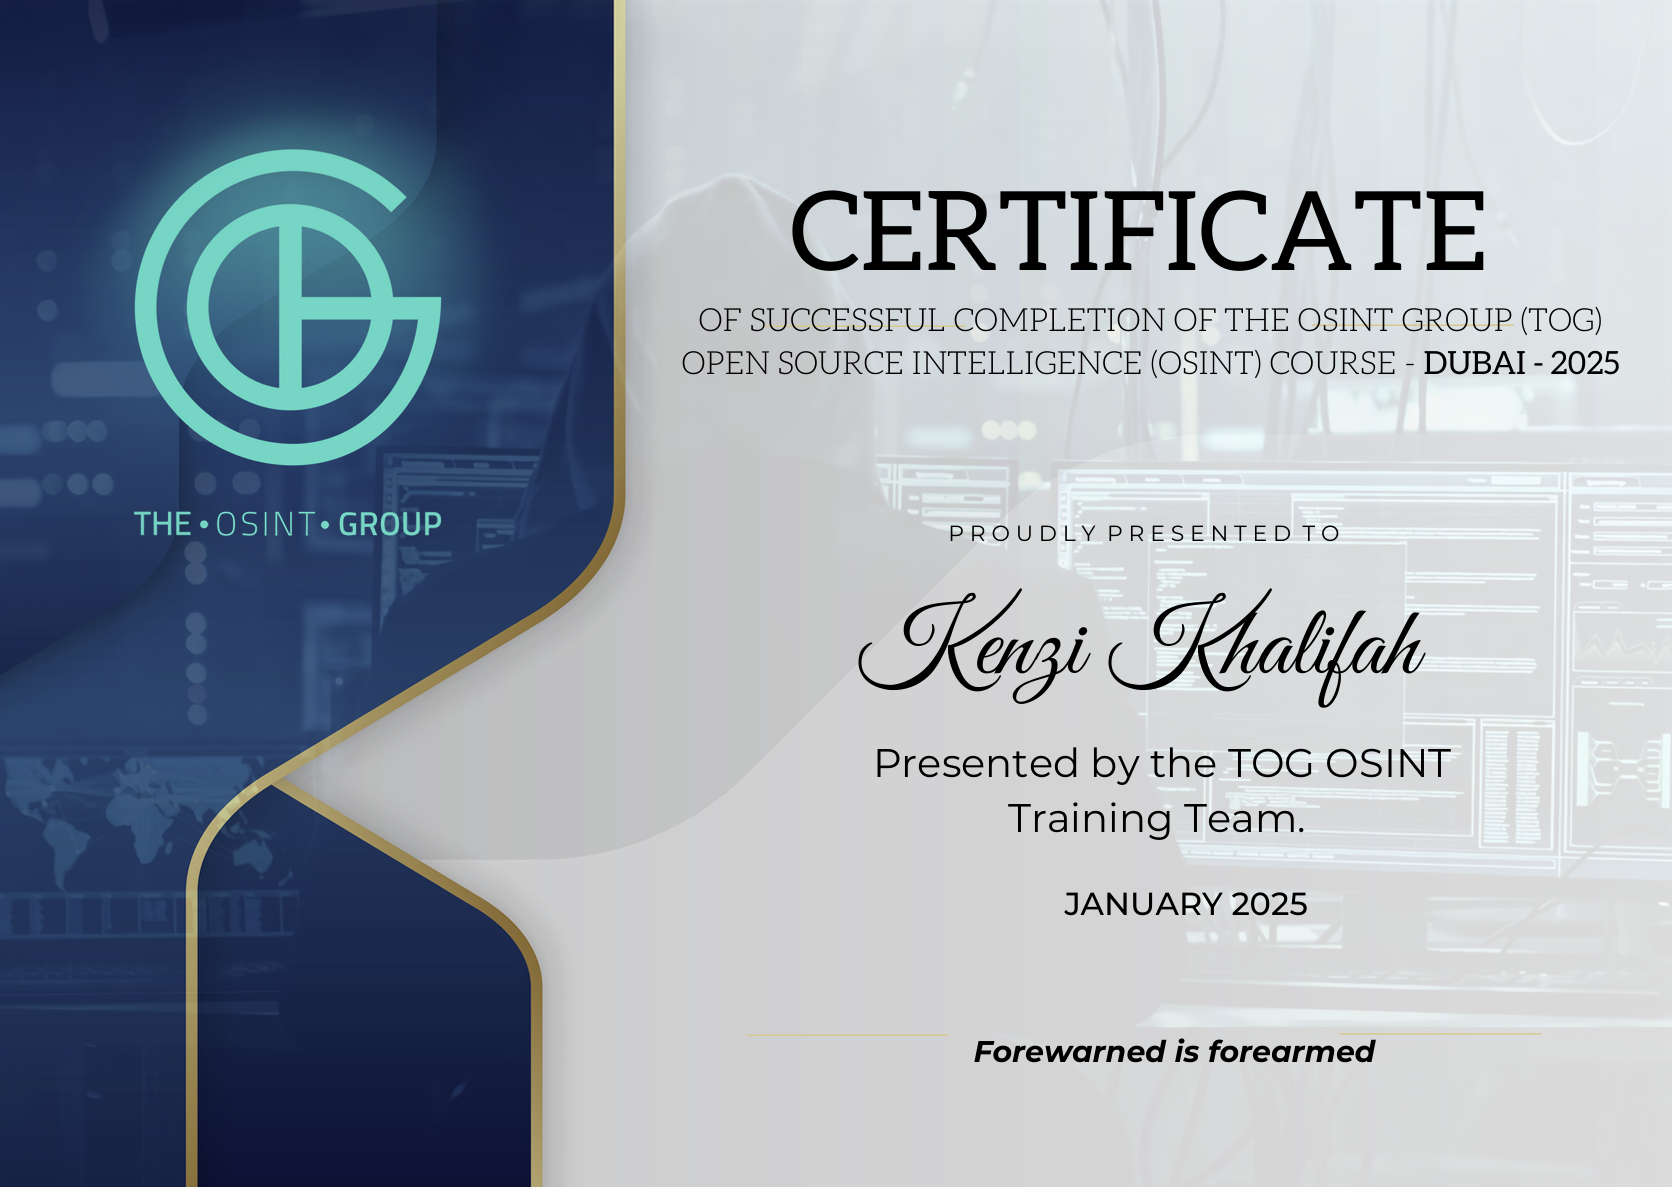 THE • OSINT • GROUP
CERTIFICATE
OF SUCCESSFUL COMPLETION OF THE OSINT GROUP (TOG)
OPEN SOURCE INTELLIGENCE (OSINT) COURSE - DUBAI - 2025
PROUDLY PRESENTED TO
Kenzi Khalifah
Presented by the TOG OSINT
Training Team.
JANUARY 2025
Forewarned is forearmed